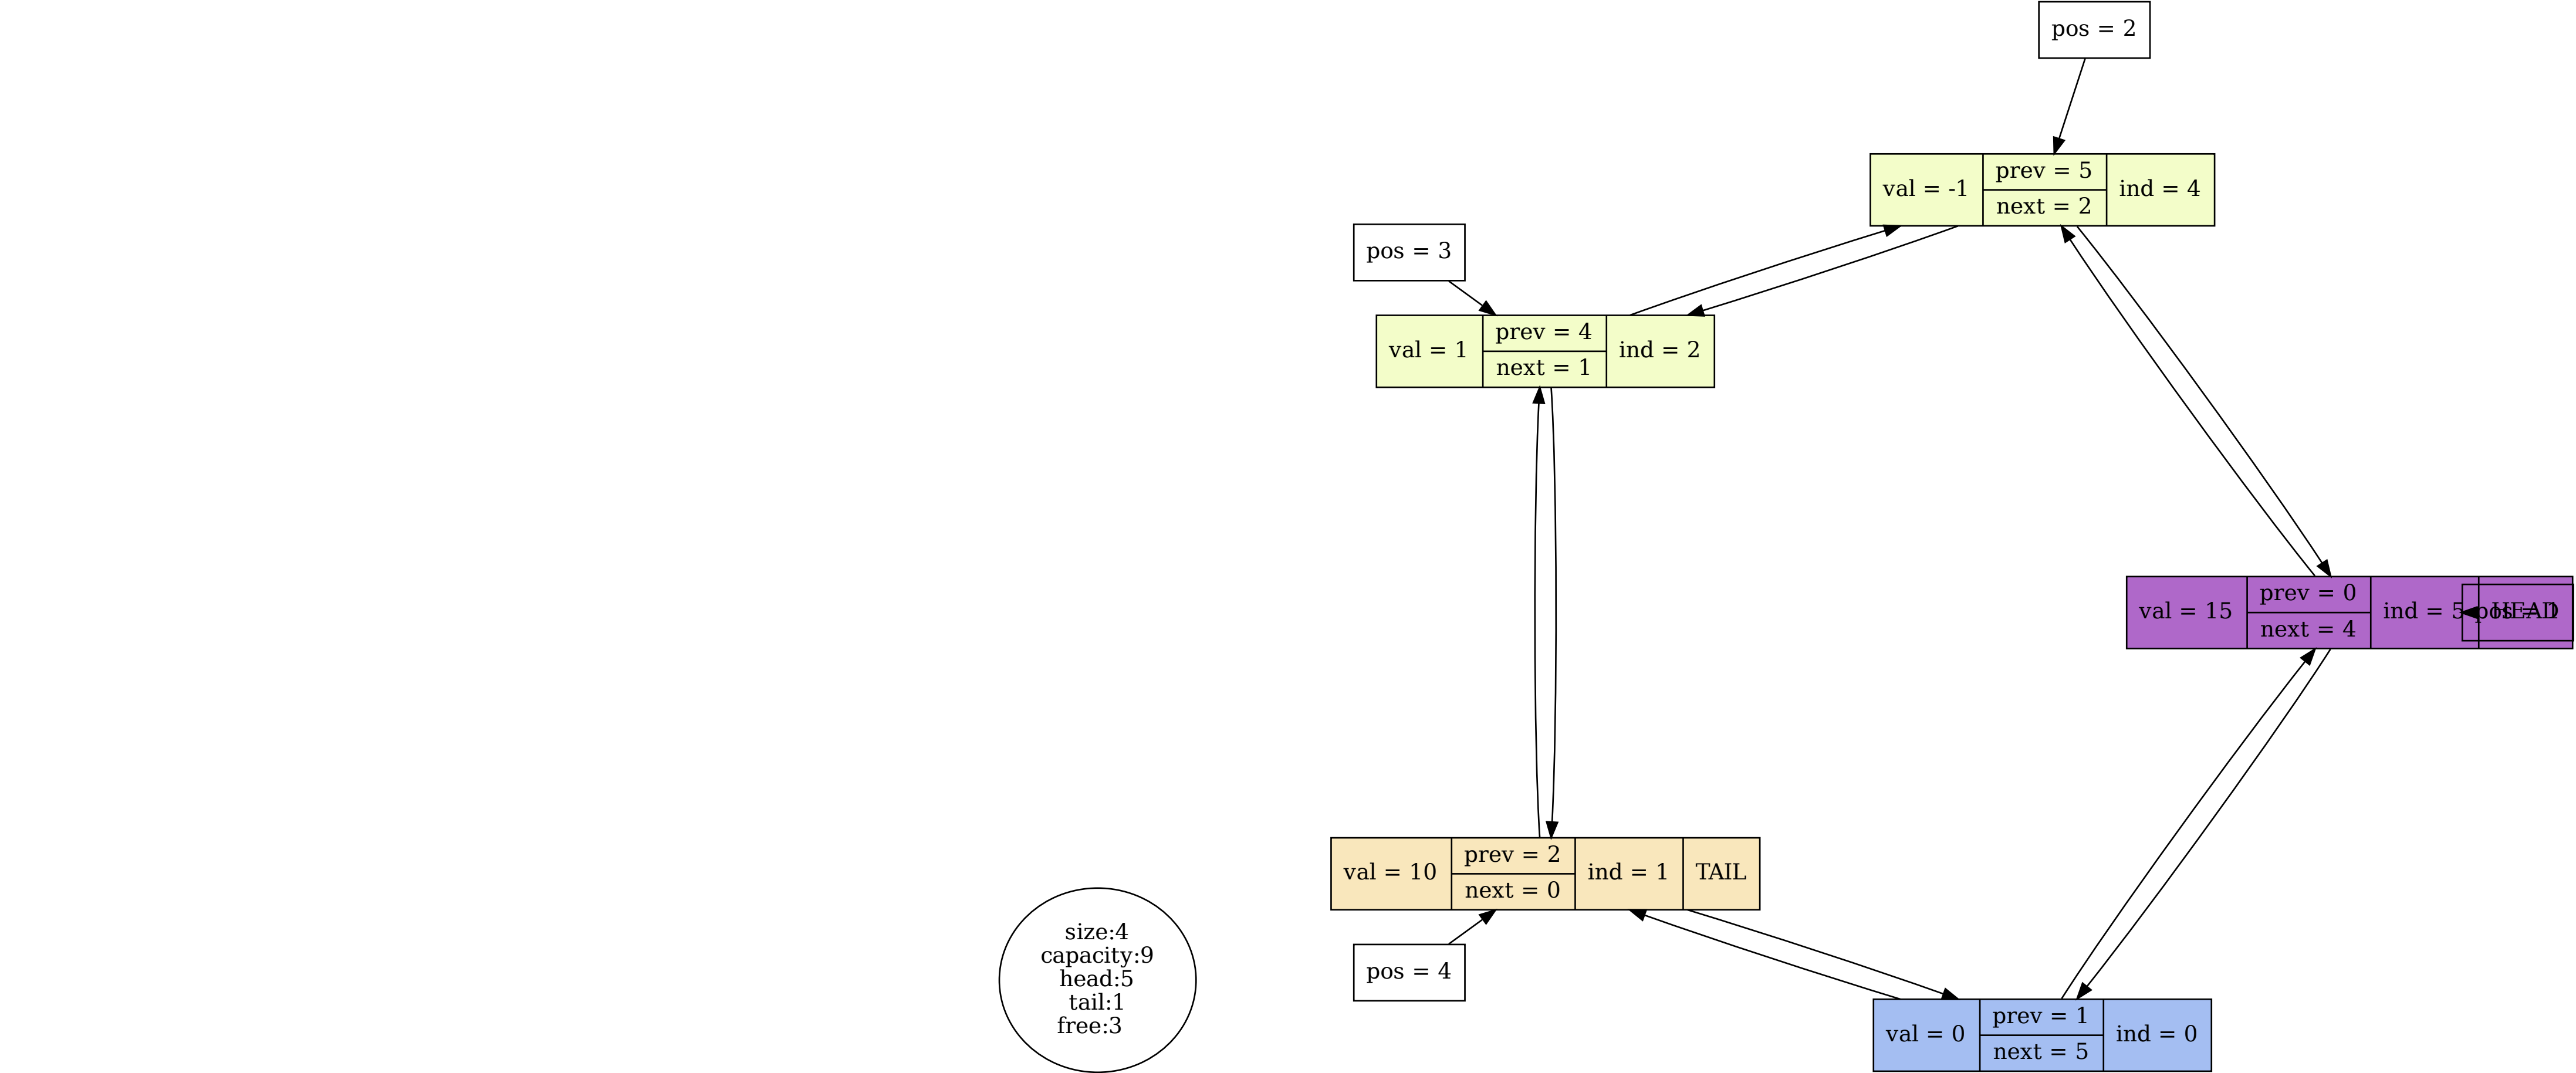 pos = 2
val = -1
prev = 5
next = 2
ind = 4
pos = 3
val = 1
prev = 4
next = 1
ind = 2
val = 15
prev = 0
next = 4
ind = 5
HEAD
pos = 1
val = 10
prev = 2
next = 0
ind = 1
TAIL
pos = 4
size:4
capacity:9
head:5
tail:1
free:3
val = 0
prev = 1
next = 5
ind = 0